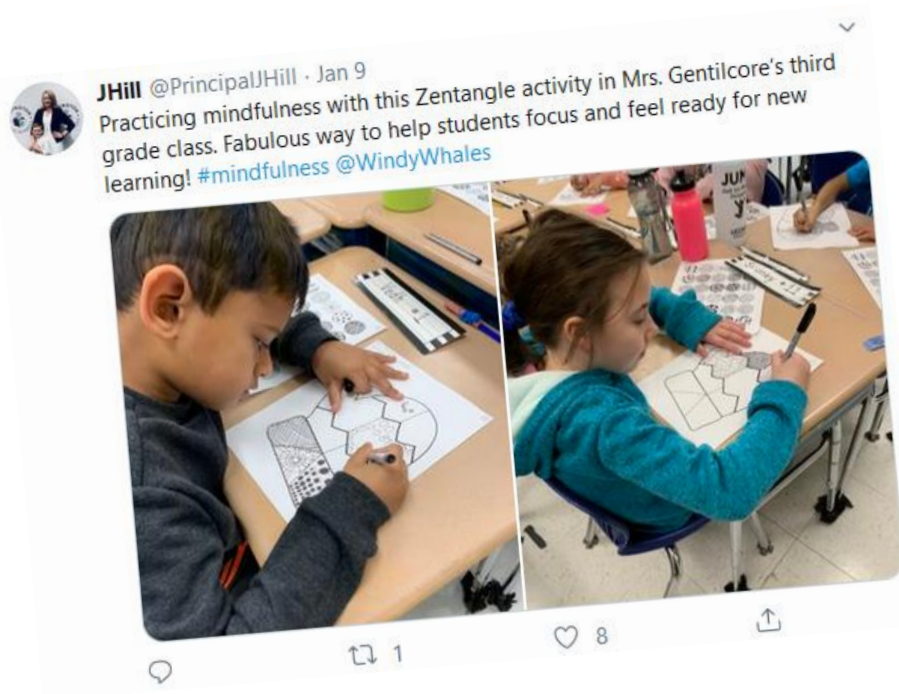 JHill @PrincipalJHill · Jan 9
Practicing mindfulness with this Zentangle activity in Mrs. Gentilcore's third
grade class. Fabulous way to help students focus and feel ready for new
learning! #mindfulness @WindyWhales
JUN
1
8